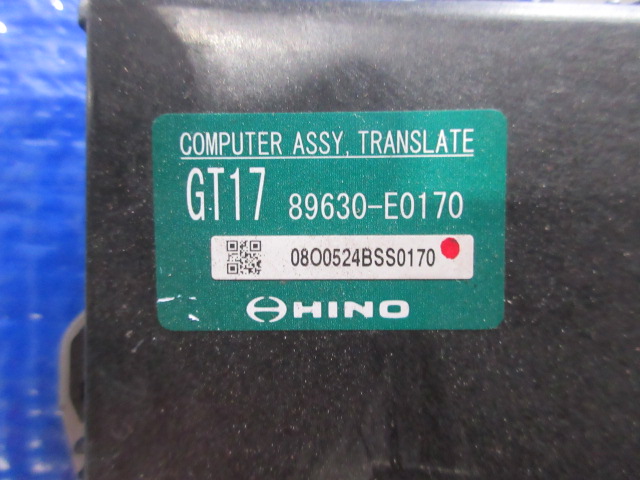 COMPUTER ASSY, TRANSLATE
GT17 89630-E0170
08O0524BSS0170
HINO